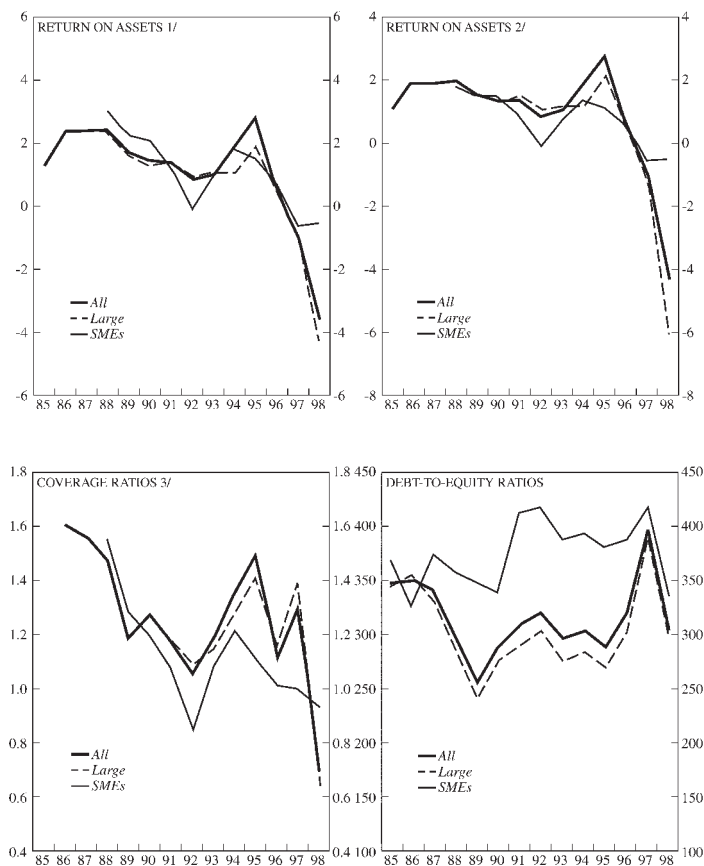 RETURN ON ASSETS 1/
6 6
4 4
2 2
0 0
-2 -2
-4 -4
-6 -6
All
Large
SMEs
85 86 87 88 89 90 91 92 93 94 95 96 97 98
RETURN ON ASSETS 2/
4 4
2 2
0 0
-2 -2
-4 -4
-6 -6
-8 -8
All
Large
SMEs
85 86 87 88 89 90 91 92 93 94 95 96 97 98
COVERAGE RATIOS 3/
1.8 1.8
1.6 1.6
1.4 1.4
1.2 1.2
1.0 1.0
0.8 0.8
0.6 0.6
0.4 0.4
All
Large
SMEs
85 86 87 88 89 90 91 92 93 94 95 96 97 98
DEBT-TO-EQUITY RATIOS
450 450
400 400
350 350
300 300
250 250
200 200
350 150
100 100
All
Large
SMEs
85 86 87 88 89 90 91 92 93 94 95 96 97 98